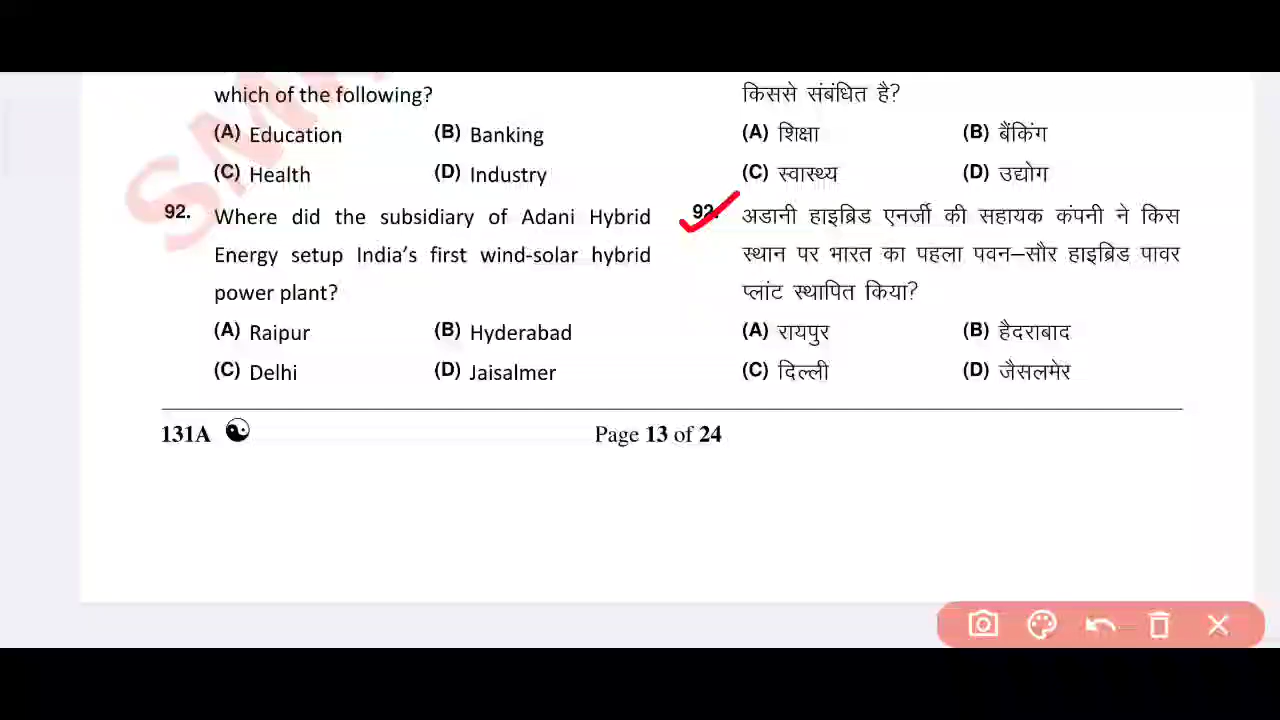 which of the following?
(A) Education (B) Banking
(C) Health (D) Industry
92. Where did the subsidiary of Adani Hybrid
Energy setup India’s first wind-solar hybrid
power plant?
(A) Raipur (B) Hyderabad
(C) Delhi (D) Jaisalmer
किससे संबंधित है?
(A) शिक्षा (B) बैंकिंग
(C) स्वास्थ्य (D) उद्योग
92. अडानी हाइब्रिड एनर्जी की सहायक कंपनी ने किस
स्थान पर भारत का पहला पवन–सौर हाइब्रिड पावर
प्लांट स्थापित किया?
(A) रायपुर (B) हैदराबाद
(C) दिल्ली (D) जैसलमेर
131A Page 13 of 24